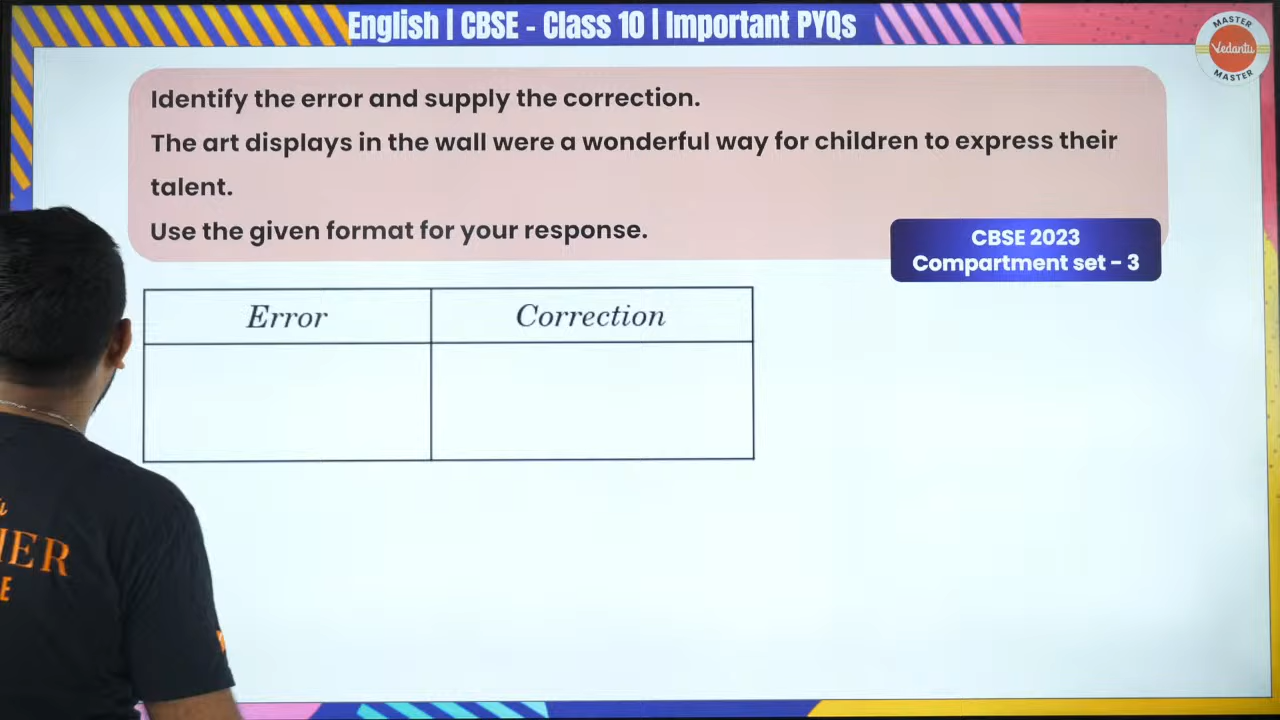 English | CBSE - Class 10 | Important PYQs
MASTER
Vedantu
MASTER
Identify the error and supply the correction.
The art displays in the wall were a wonderful way for children to express their
talent.
Use the given format for your response.
CBSE 2023
Compartment set - 3
Error
Correction